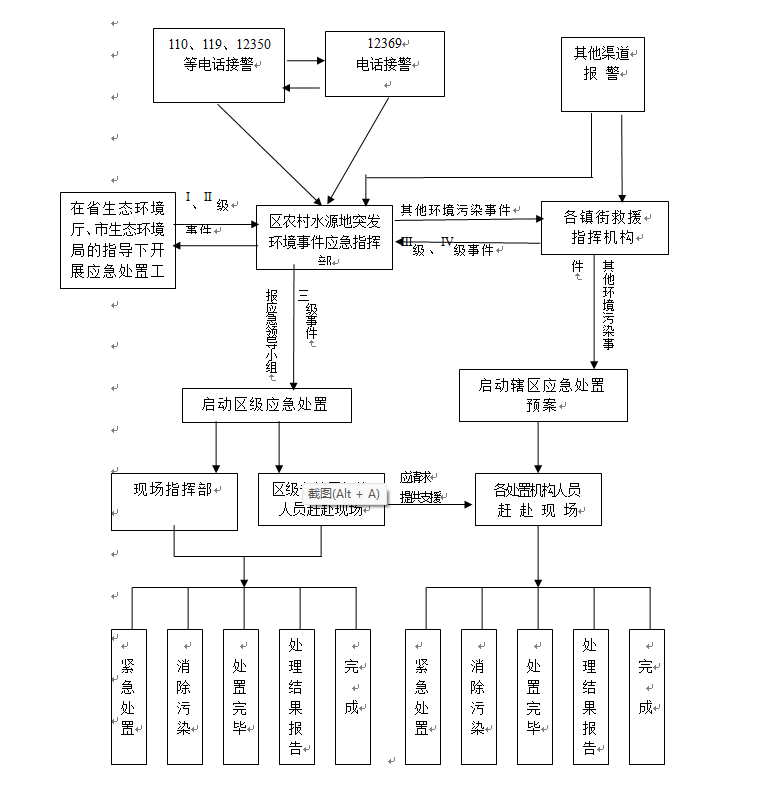 110、119、12350
等电话接警
12369
电话接警
其他渠道
报 警
在省生态环境
厅、市生态环境
局的指导下开
展应急处置工
Ⅰ、Ⅱ 级
事件
区农村水源地突发
环境事件应急指挥
部
其他环境污染事件
Ⅲ级、Ⅳ级事件
各镇街救援
指挥机构
报应急领导小组
三级事件
其他环境污染事
件
启动区级应急处置
启动辖区应急处置
预案
现场指挥部
区级
人员赶赴现场
截图(Alt + A)
应请求
提供支援
各处置机构人员
赶 赴 现 场
紧急处置
消除污染
处置完毕
处理结果报告
完成
紧急处置
消除污染
处置完毕
处理结果报告
完成